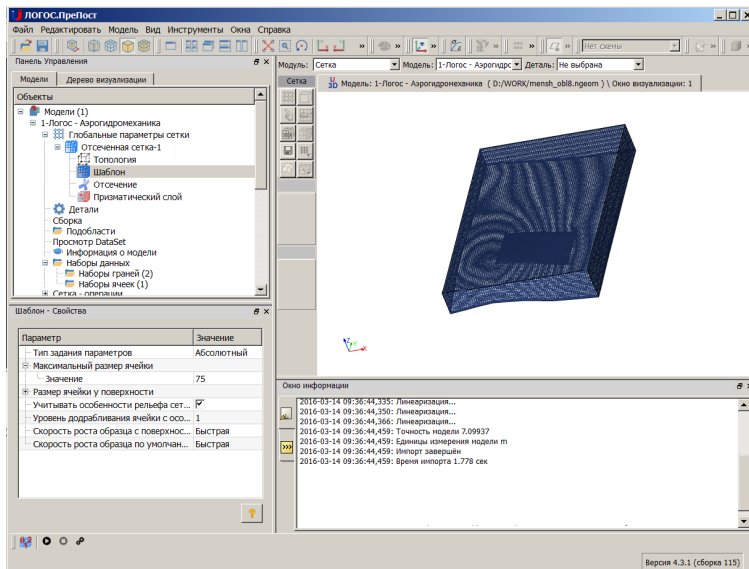 ЛОГОС.ПреПост
Файл Редактировать Модель Вид Инструменты Окна Справка
Нет схемы
Панель Управления
Модуль: Сетка Модель: 1-Логос - Аэрогидрос Деталь: Не выбрана
Модели Дерево визуализации
Сетка
3D Модель: 1-Логос - Аэрогидромеханика ( D:/WORK/mensh_obl8.ngeom ) \ Окно визуализации: 1
Объекты
Модели (1)
1-Логос - Аэрогидромеханика
Глобальные параметры сетки
Отсеченная сетка-1
Топология
Шаблон
Отсечение
Призматический слой
Детали
Сборка
Подобласти
Просмотр DataSet
Информация о модели
Наборы данных
Наборы граней (2)
Наборы ячеек (1)
Сетка - операции
Z Y X
Шаблон - Свойства
Параметр Значение
Тип задания параметров Абсолютный
Максимальный размер ячейки
Значение 75
Размер ячейки у поверхности
Учитывать особенности рельефа сет...
Уровень додрабливания ячейки с осо... 1
Скорость роста образца с поверхнос... Быстрая
Скорость роста образца по умолчан... Быстрая
Окно информации
2016-03-14 09:36:44,335: Линеаризация...
2016-03-14 09:36:44,350: Линеаризация...
2016-03-14 09:36:44,366: Линеаризация...
2016-03-14 09:36:44,459: Точность модели 7.09937
2016-03-14 09:36:44,459: Единицы измерения модели m
2016-03-14 09:36:44,459: Импорт завершён
2016-03-14 09:36:44,459: Время импорта 1.778 сек
Версия 4.3.1 (сборка 115)